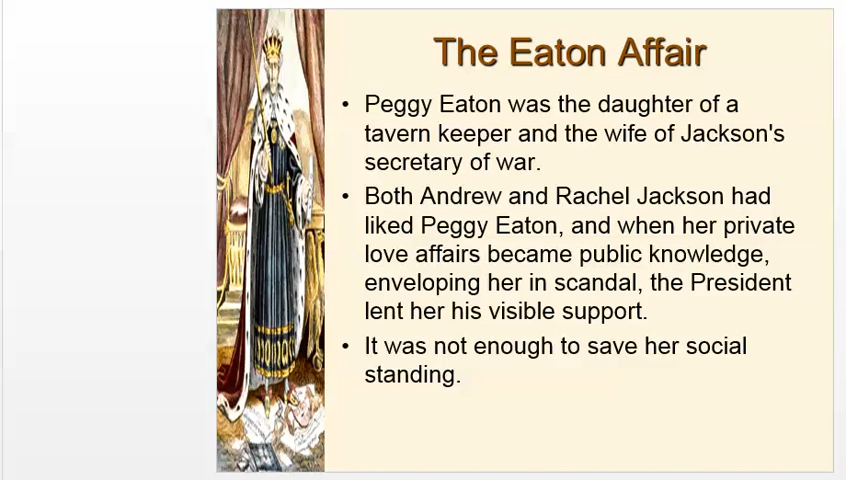 The Eaton Affair
• Peggy Eaton was the daughter of a
tavern keeper and the wife of Jackson's
secretary of war.
• Both Andrew and Rachel Jackson had
liked Peggy Eaton, and when her private
love affairs became public knowledge,
enveloping her in scandal, the President
lent her his visible support.
• It was not enough to save her social
standing.